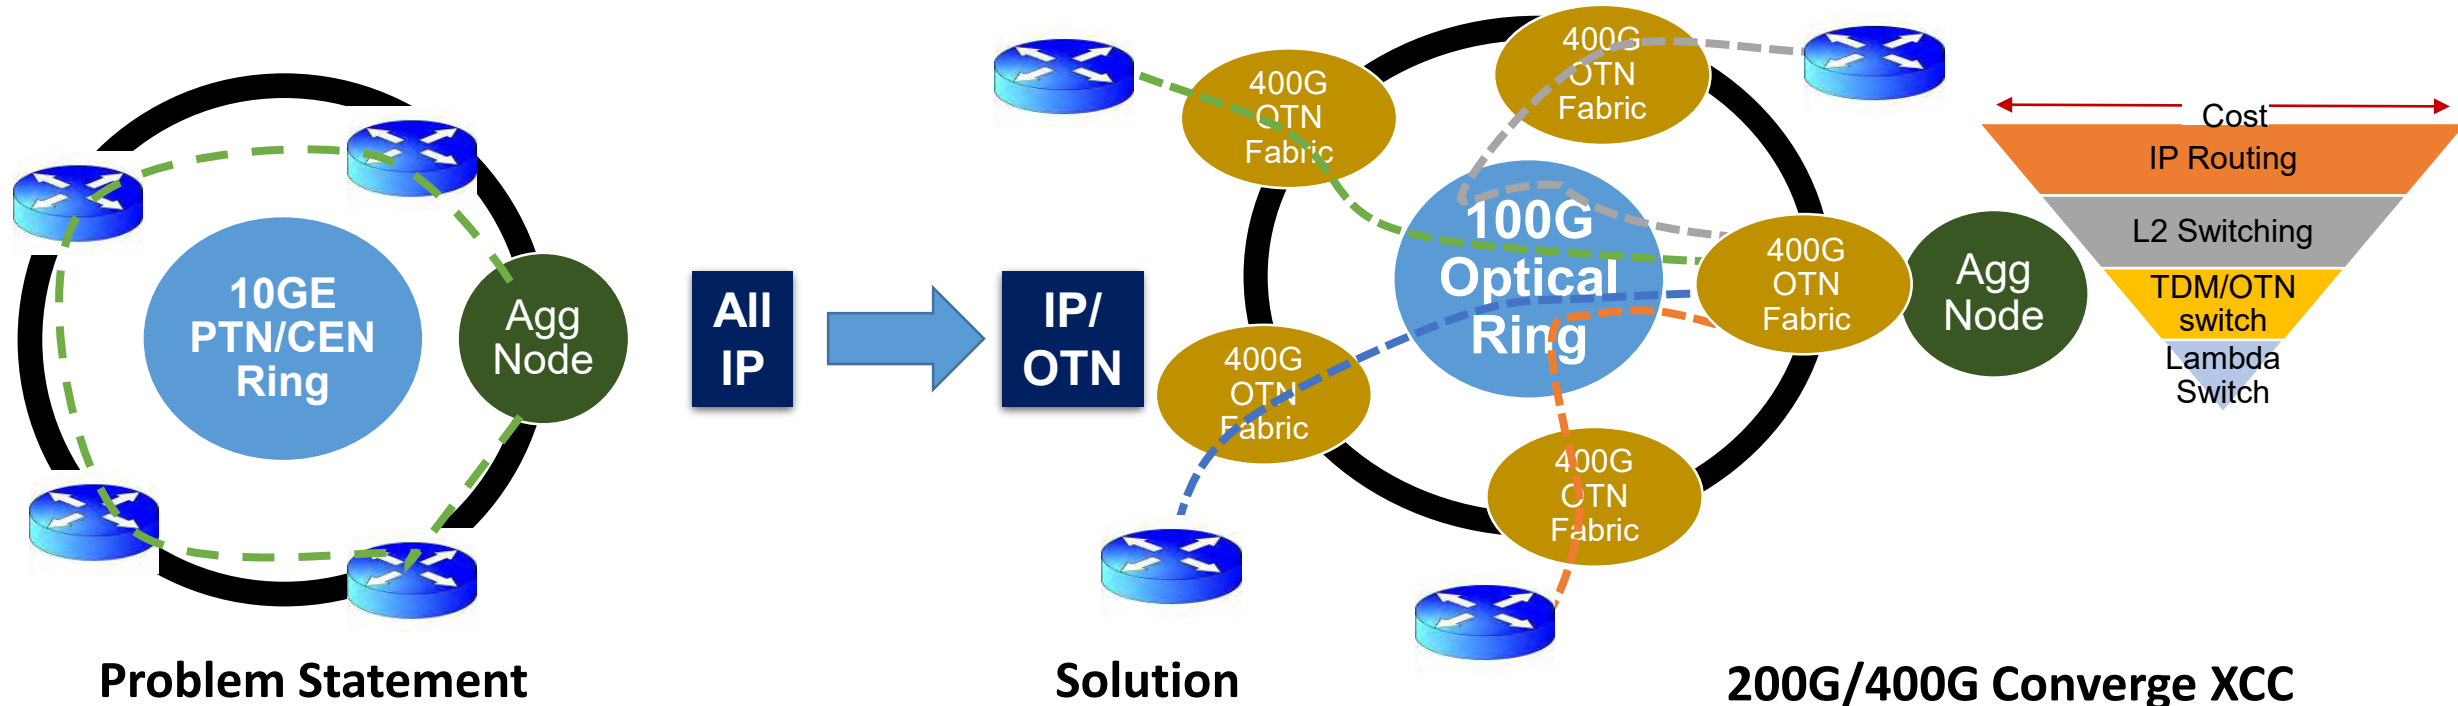 10GE
PTN/CEN
Ring
Agg
Node
Problem Statement
All
IP
IP/
OTN
400G
OTN
Fabric
400G
OTN
Fabric
100G
Optical
Ring
400G
OTN
Fabric
Agg
Node
400G
OTN
Fabric
400G
OTN
Fabric
Solution
Cost
IP Routing
L2 Switching
TDM/OTN
switch
Lambda
Switch
200G/400G Converge XCC